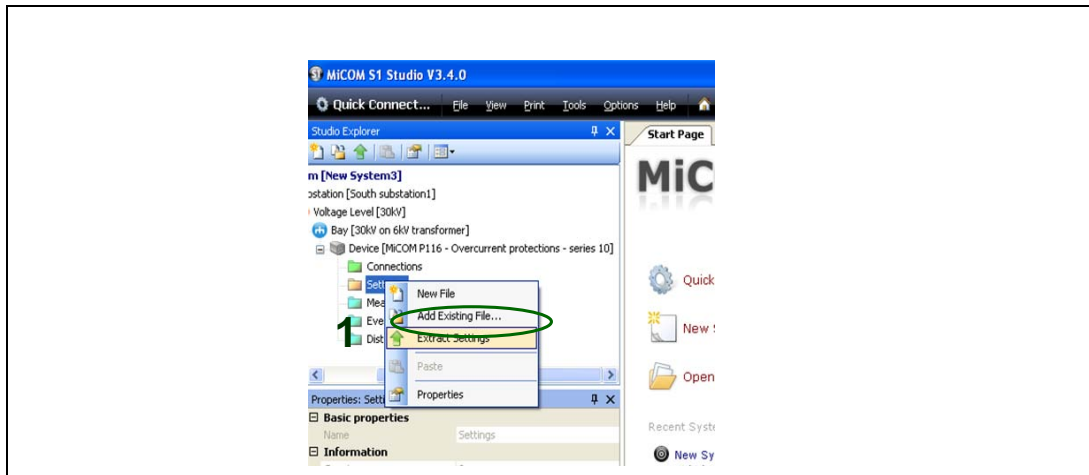 MiCOM S1 Studio V3.4.0
Quick Connect... File View Print Tools Options Help
Studio Explorer
Start Page
m [New System3]
MiC
ostation [South substation1]
Voltage Level [30kV]
Bay [30kV on 6kV transformer]
Device [MiCOM P116 - Overcurrent protections - series 10]
Connections
Sett
Quick
New File
Mea
Add Existing File...
Eve
1
New S
Extract Settings
Dist
Paste
Open
Properties
Properties: Setti
Basic properties
Name Settings
Recent Syste
Information
New Sy